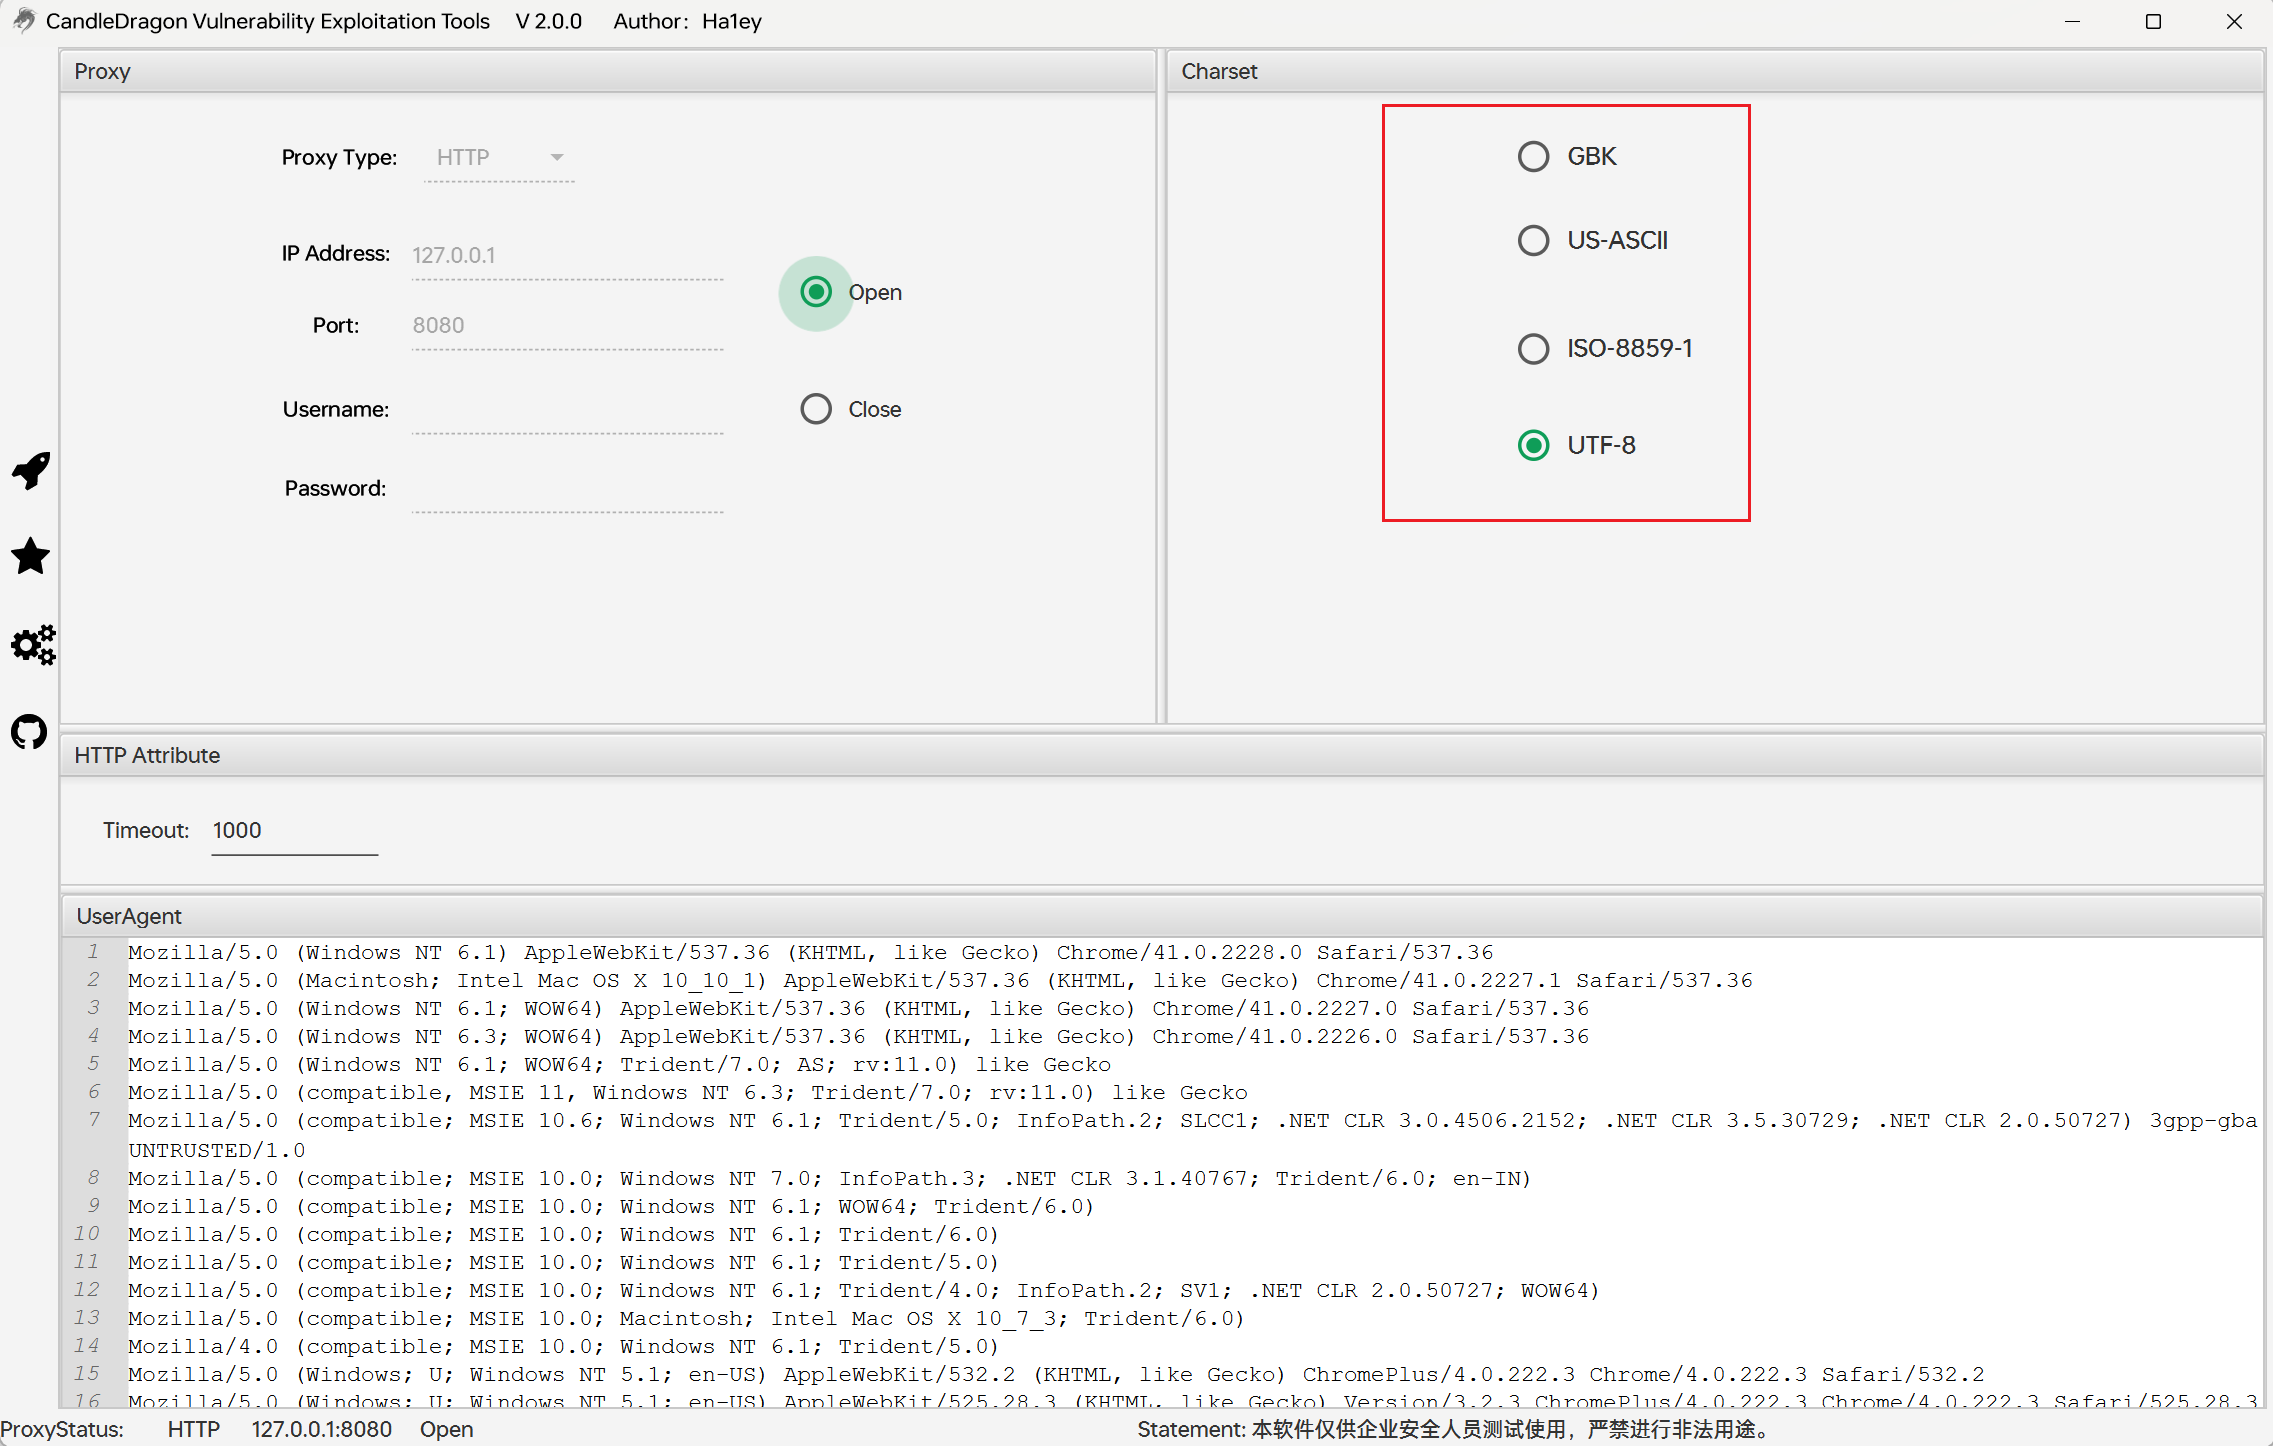 CandleDragon Vulnerability Exploitation Tools V 2.0.0 Author: Ha1ey
Proxy
Proxy Type: HTTP
IP Address: 127.0.0.1
Port: 8080
Username:
Password:
Open
Close
Charset
GBK
US-ASCII
ISO-8859-1
UTF-8
HTTP Attribute
Timeout: 1000
UserAgent
1 Mozilla/5.0 (Windows NT 6.1) AppleWebKit/537.36 (KHTML, like Gecko) Chrome/41.0.2228.0 Safari/537.36
2 Mozilla/5.0 (Macintosh; Intel Mac OS X 10_10_1) AppleWebKit/537.36 (KHTML, like Gecko) Chrome/41.0.2227.1 Safari/537.36
3 Mozilla/5.0 (Windows NT 6.1; WOW64) AppleWebKit/537.36 (KHTML, like Gecko) Chrome/41.0.2227.0 Safari/537.36
4 Mozilla/5.0 (Windows NT 6.3; WOW64) AppleWebKit/537.36 (KHTML, like Gecko) Chrome/41.0.2226.0 Safari/537.36
5 Mozilla/5.0 (Windows NT 6.1; WOW64; Trident/7.0; AS; rv:11.0) like Gecko
6 Mozilla/5.0 (compatible, MSIE 11, Windows NT 6.3; Trident/7.0; rv:11.0) like Gecko
7 Mozilla/5.0 (compatible; MSIE 10.6; Windows NT 6.1; Trident/5.0; InfoPath.2; SLCC1; .NET CLR 3.0.4506.2152; .NET CLR 3.5.30729; .NET CLR 2.0.50727) 3gpp-gba
UNTRUSTED/1.0
8 Mozilla/5.0 (compatible; MSIE 10.0; Windows NT 7.0; InfoPath.3; .NET CLR 3.1.40767; Trident/6.0; en-IN)
9 Mozilla/5.0 (compatible; MSIE 10.0; Windows NT 6.1; WOW64; Trident/6.0)
10 Mozilla/5.0 (compatible; MSIE 10.0; Windows NT 6.1; Trident/6.0)
11 Mozilla/5.0 (compatible; MSIE 10.0; Windows NT 6.1; Trident/5.0)
12 Mozilla/5.0 (compatible; MSIE 10.0; Windows NT 6.1; Trident/4.0; InfoPath.2; SV1; .NET CLR 2.0.50727; WOW64)
13 Mozilla/5.0 (compatible; MSIE 10.0; Macintosh; Intel Mac OS X 10_7_3; Trident/6.0)
14 Mozilla/4.0 (compatible; MSIE 10.0; Windows NT 6.1; Trident/5.0)
15 Mozilla/5.0 (Windows; U; Windows NT 5.1; en-US) AppleWebKit/532.2 (KHTML, like Gecko) ChromePlus/4.0.222.3 Chrome/4.0.222.3 Safari/532.2
16 Mozilla/5.0 (Windows; U; Windows NT 5.1; en-US) AppleWebKit/525.28.3 (KHTML, like Gecko) Version/3.2.3 ChromePlus/4.0.222.3 Chrome/4.0.222.3 Safari/525.28.3
ProxyStatus: HTTP 127.0.0.1:8080 Open
Statement: 本软件仅供企业安全人员测试使用，严禁进行非法用途。